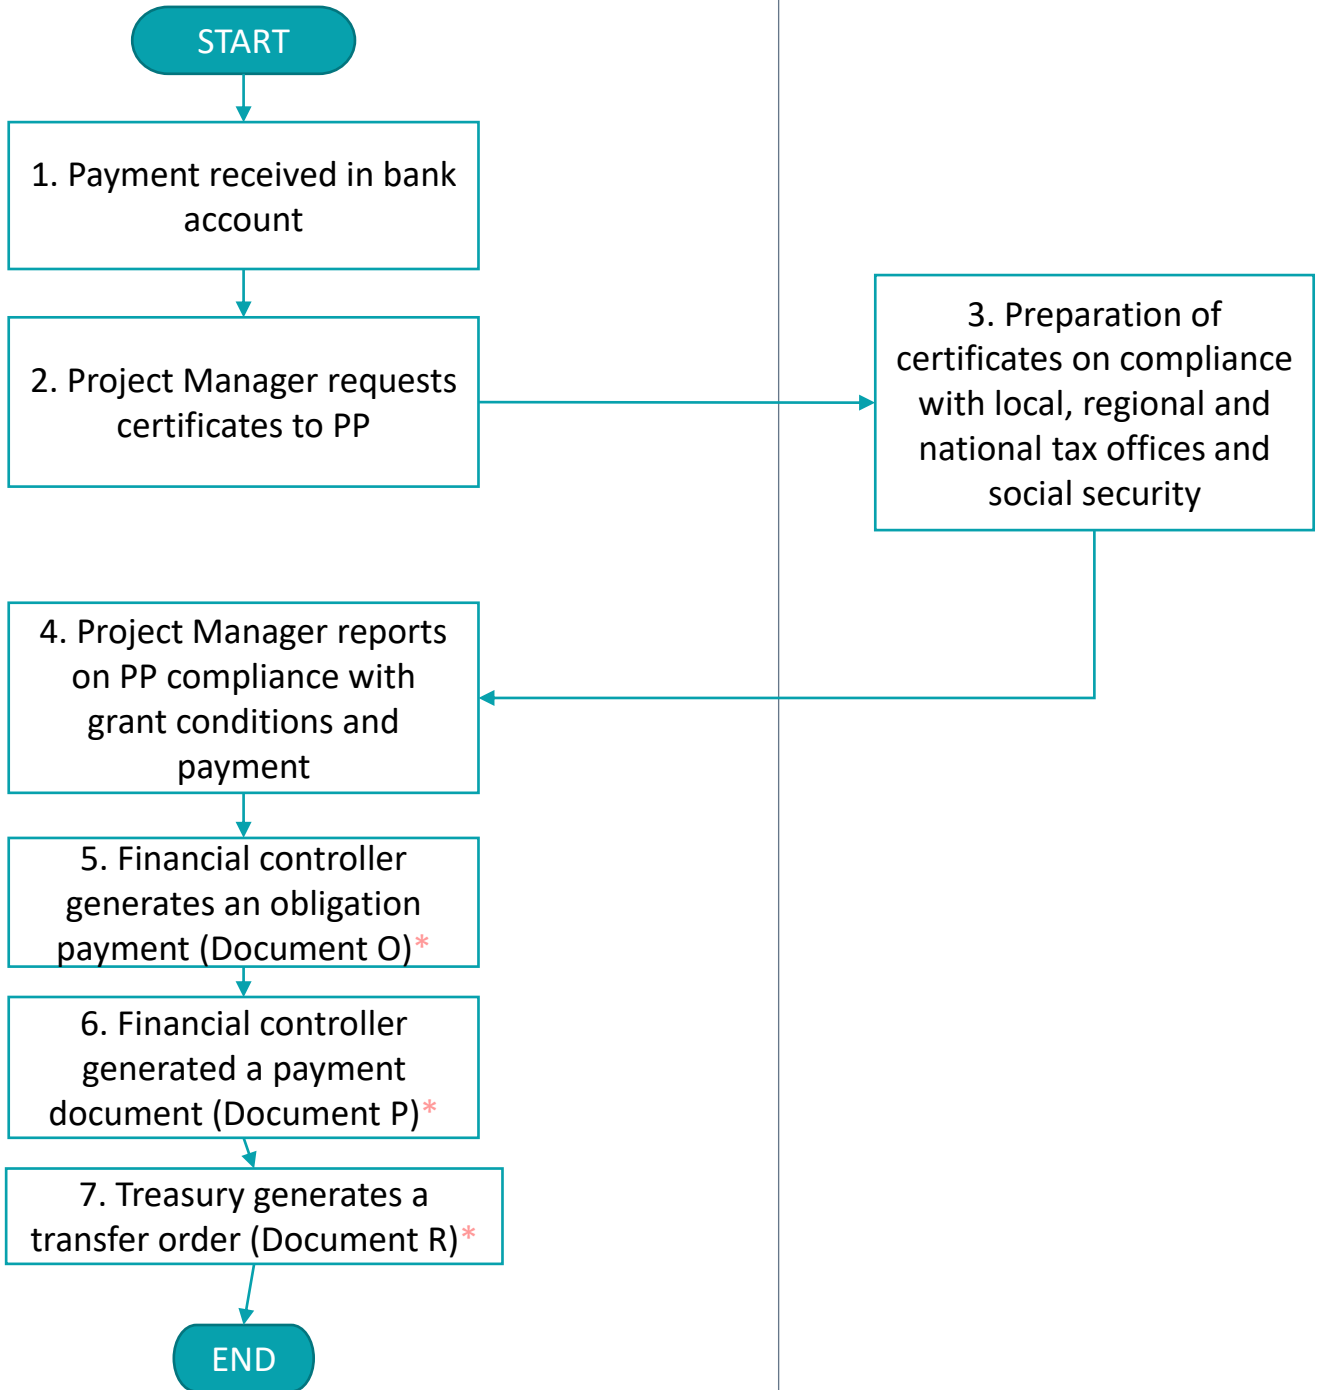 START
1. Payment received in bank
account
2. Project Manager requests
certificates to PP
3. Preparation of
certificates on compliance
with local, regional and
national tax offices and
social security
4. Project Manager reports
on PP compliance with
grant conditions and
payment
5. Financial controller
generates an obligation
payment (Document O)*
6. Financial controller
generated a payment
document (Document P)*
7. Treasury generates a
transfer order (Document R)*
END